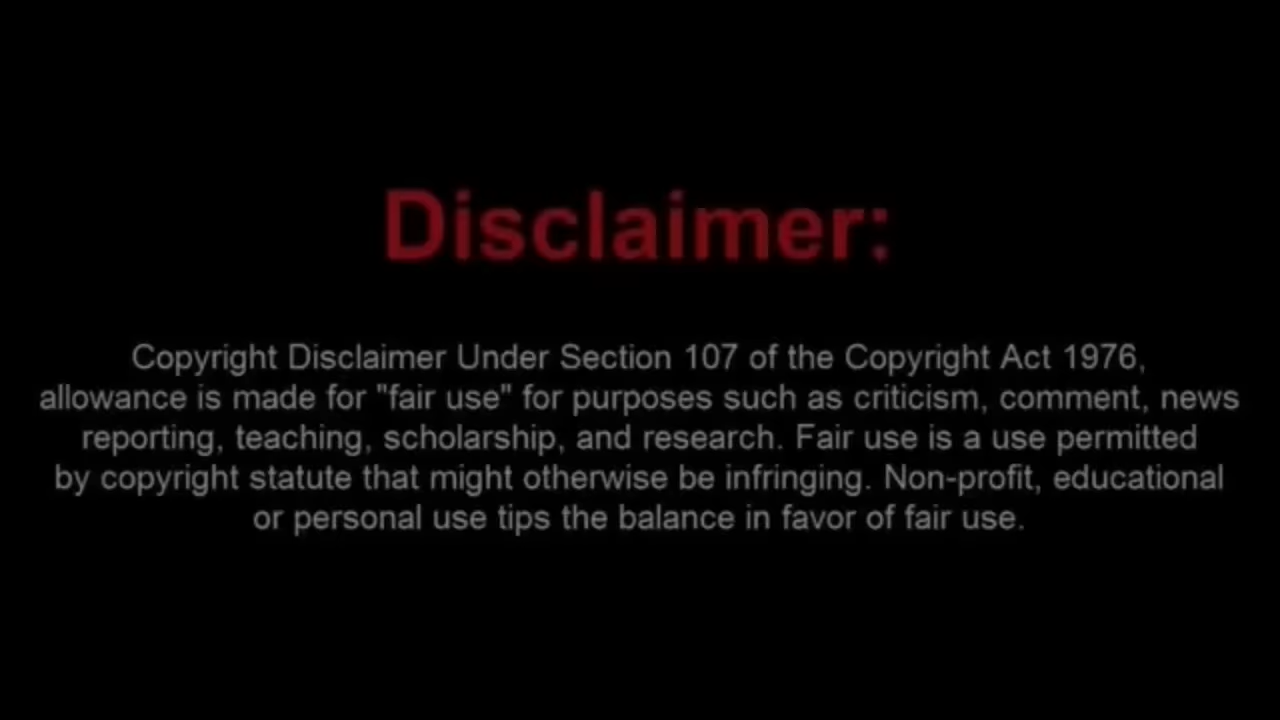 Disclaimer:
Copyright Disclaimer Under Section 107 of the Copyright Act 1976,
allowance is made for "fair use" for purposes such as criticism, comment, news
reporting, teaching, scholarship, and research. Fair use is a use permitted
by copyright statute that might otherwise be infringing. Non-profit, educational
or personal use tips the balance in favor of fair use.